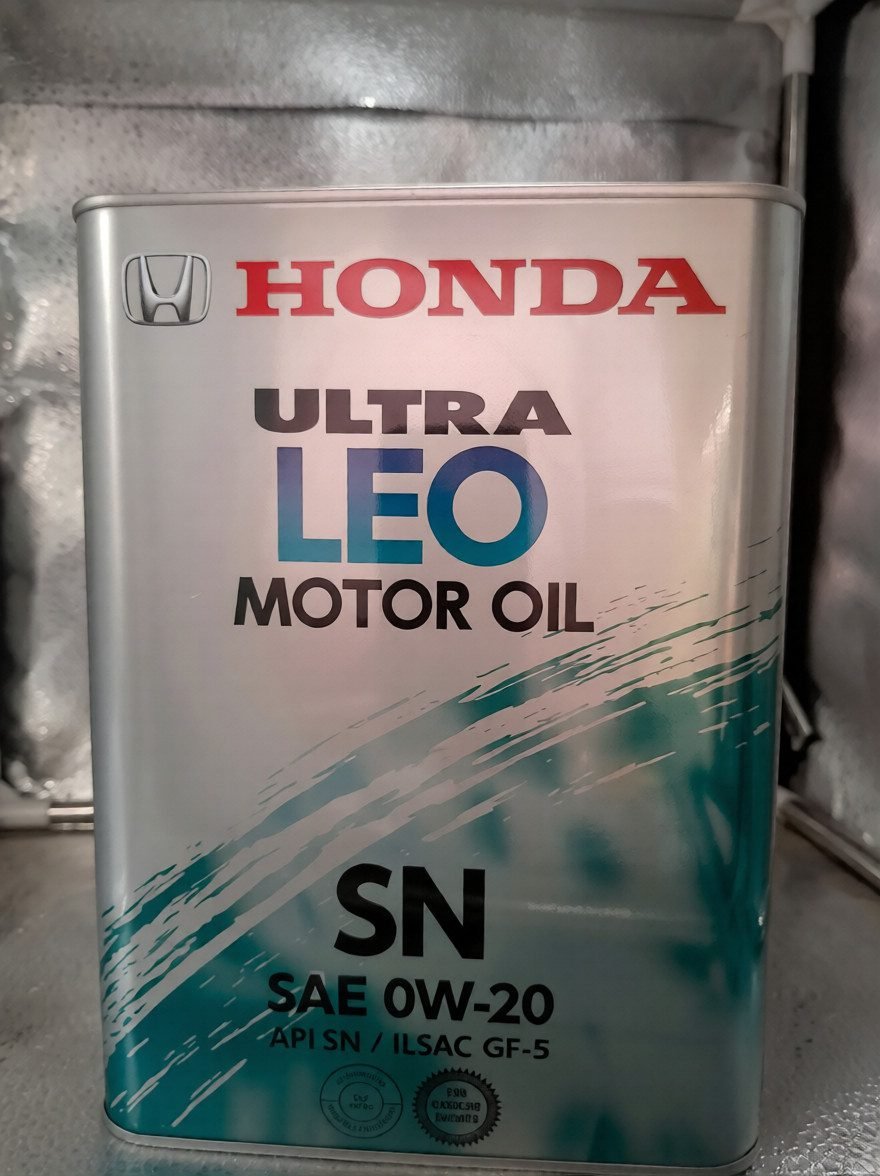 HONDA
ULTRA
LEO
MOTOR OIL
SN
SAE 0W-20
API SN / ILSAC GF-5